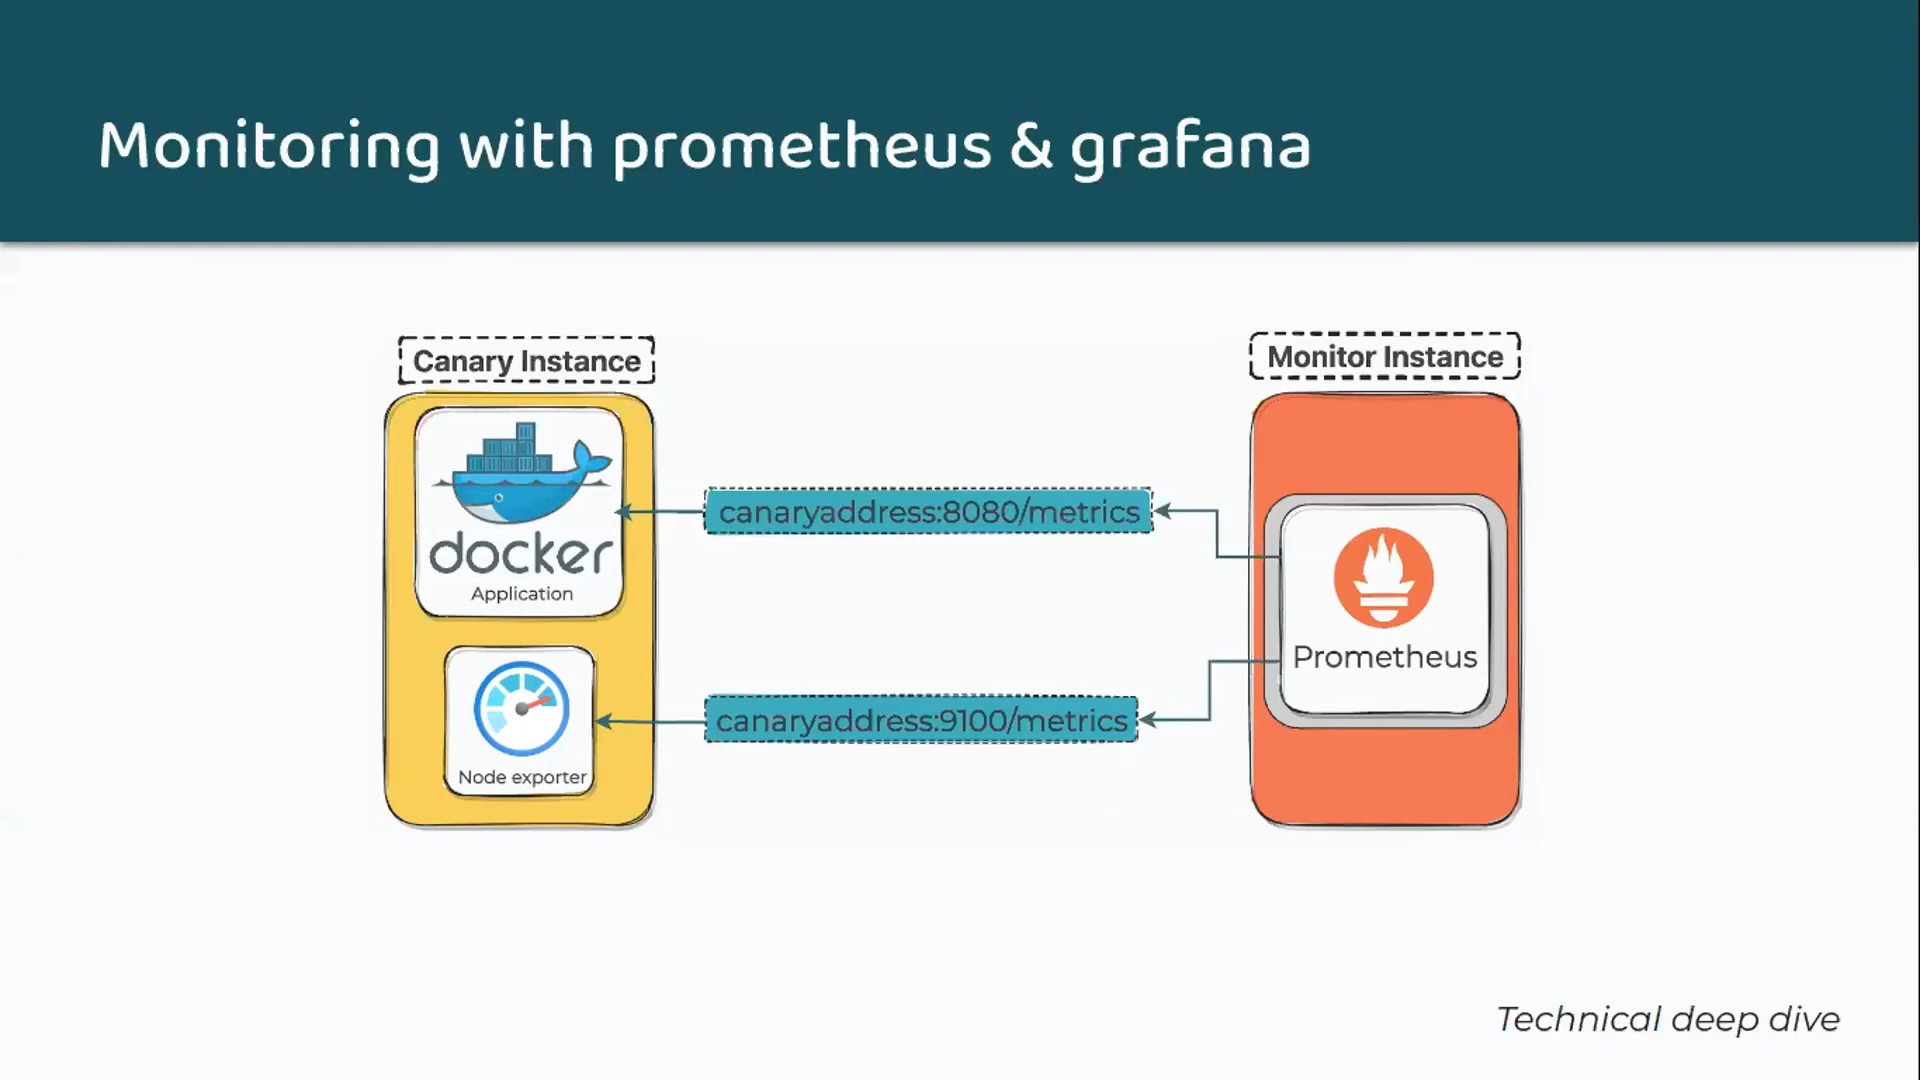 Monitoring with prometheus & grafana
Canary Instance
Monitor Instance
docker
Application
canaryaddress:8080/metrics
Prometheus
canaryaddress:9100/metrics
Node exporter
Technical deep dive